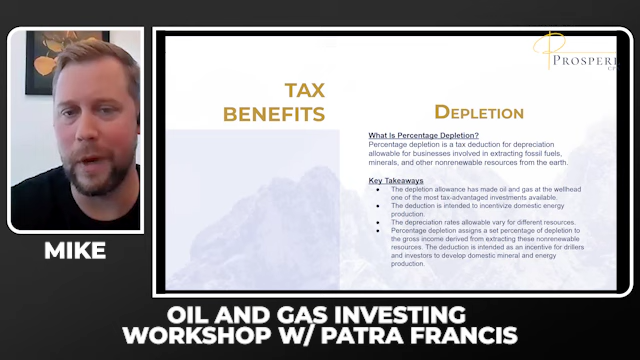 PROSPERL
CPA
TAX
BENEFITS
DEPLETION
What Is Percentage Depletion?
Percentage depletion is a tax deduction for depreciation
allowable for businesses involved in extracting fossil fuels,
minerals, and other nonrenewable resources from the earth.
Key Takeaways
• The depletion allowance has made oil and gas at the wellhead
one of the most tax-advantaged investments available.
• The deduction is intended to incentivize domestic energy
production.
• The depreciation rates allowable vary for different resources.
• Percentage depletion assigns a set percentage of depletion to
the gross income derived from extracting these nonrenewable
resources. The deduction is intended as an incentive for drillers
and investors to develop domestic mineral and energy
production.
MIKE
OIL AND GAS INVESTING
WORKSHOP W/ PATRA FRANCIS